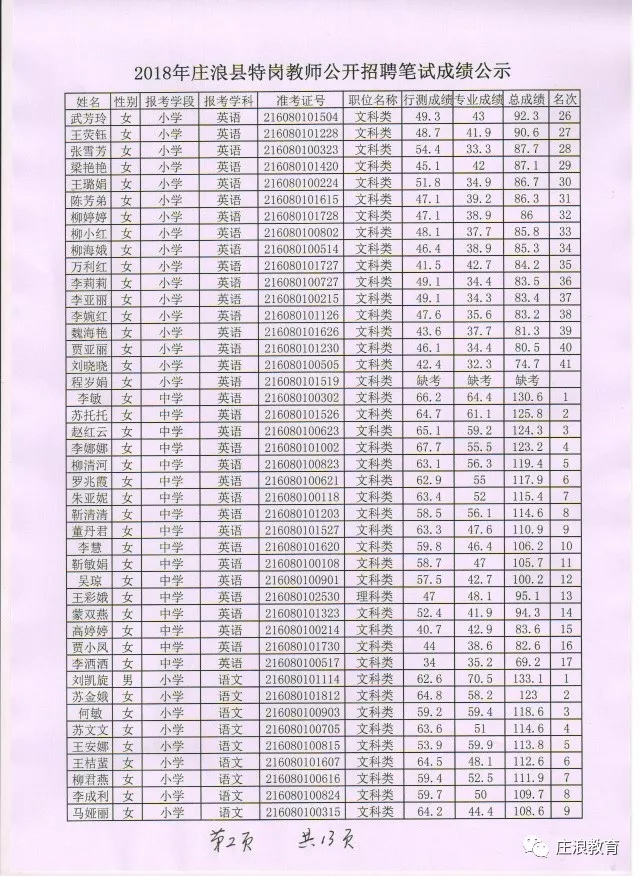 2018年庄浪县特岗教师公开招聘笔试成绩公示
姓名 性别 报考学段 报考学科 准考证号 职位名称 行测成绩 专业成绩 总成绩 名次
武芳玲 女 小学 英语 216080101504 文科类 49.3 43 92.3 26
王荧钰 女 小学 英语 216080101228 文科类 48.7 41.9 90.6 27
张雪芳 女 小学 英语 216080100323 文科类 54.4 33.3 87.7 28
梁艳艳 女 小学 英语 216080101420 文科类 45.1 42 87.1 29
王璐娟 女 小学 英语 216080100224 文科类 51.8 34.9 86.7 30
陈芳弟 女 小学 英语 216080101615 文科类 47.1 39.2 86.3 31
柳婷婷 女 小学 英语 216080101728 文科类 47.1 38.9 86 32
柳小红 女 小学 英语 216080100802 文科类 48.1 37.7 85.8 33
柳海娥 女 小学 英语 216080100514 文科类 46.4 38.9 85.3 34
万利红 女 小学 英语 216080101727 文科类 41.5 42.7 84.2 35
李莉莉 女 小学 英语 216080100727 文科类 49.1 34.4 83.5 36
李亚丽 女 小学 英语 216080100215 文科类 49.1 34.3 83.4 37
李婉红 女 小学 英语 216080101126 文科类 47.6 35.6 83.2 38
魏海艳 女 小学 英语 216080101626 文科类 43.6 37.7 81.3 39
贾亚丽 女 小学 英语 216080101230 文科类 46.1 34.4 80.5 40
刘晓晓 女 小学 英语 216080100505 文科类 42.4 32.3 74.7 41
程岁娟 女 小学 英语 216080101519 文科类 缺考 缺考 缺考
李敏 女 中学 英语 216080100302 文科类 66.2 64.4 130.6 1
苏托托 女 中学 英语 216080101526 文科类 64.7 61.1 125.8 2
赵红云 女 中学 英语 216080100623 文科类 65.1 59.2 124.3 3
李娜娜 女 中学 英语 216080101002 文科类 67.7 55.5 123.2 4
柳清河 女 中学 英语 216080100823 文科类 63.1 56.3 119.4 5
罗兆霞 女 中学 英语 216080100621 文科类 62.9 55 117.9 6
朱亚妮 女 中学 英语 216080100118 文科类 63.4 52 115.4 7
靳清清 女 中学 英语 216080101203 文科类 58.5 56.1 114.6 8
董丹君 女 中学 英语 216080101527 文科类 63.3 47.6 110.9 9
李慧 女 中学 英语 216080101620 文科类 59.8 46.4 106.2 10
靳敏娟 女 中学 英语 216080100108 文科类 58.7 47 105.7 11
吴琼 女 中学 英语 216080100901 文科类 57.5 42.7 100.2 12
王彩娥 女 中学 英语 216080102530 理科类 47 48.1 95.1 13
蒙双燕 女 中学 英语 216080101323 文科类 52.4 41.9 94.3 14
高婷婷 女 中学 英语 216080100214 文科类 40.7 42.9 83.6 15
贾小凤 女 中学 英语 216080101730 文科类 44 38.6 82.6 16
李洒洒 女 中学 英语 216080100517 文科类 34 35.2 69.2 17
刘凯旋 男 小学 语文 216080101114 文科类 62.6 70.5 133.1 1
苏金娥 女 小学 语文 216080101812 文科类 64.8 58.2 123 2
何敏 女 小学 语文 216080100903 文科类 59.2 59.4 118.6 3
苏文文 女 小学 语文 216080100705 文科类 63.6 51 114.6 4
王安娜 女 小学 语文 216080100815 文科类 53.9 59.9 113.8 5
王桔萤 女 小学 语文 216080101607 文科类 64.5 48.1 112.6 6
柳君燕 女 小学 语文 216080100616 文科类 59.4 52.5 111.9 7
李成利 女 小学 语文 216080100824 文科类 59.7 50 109.7 8
马娅丽 女 小学 语文 216080100315 文科类 64.2 44.4 108.6 9
第2页 共13页
庄浪教育